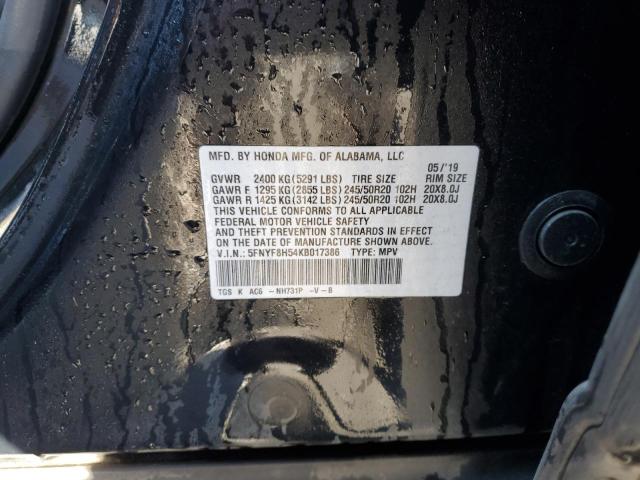 MFD. BY HONDA MFG. OF ALABAMA, LLC 05/'19
GVWR 2400 KG (5291 LBS) TIRE SIZE RIM SIZE
GAWR F 1295 KG (2855 LBS) 245/50R20 102H 20X8.0J
GAWR R 1425 KG (3142 LBS) 245/50R20 102H 20X8.0J
THIS VEHICLE CONFORMS TO ALL APPLICABLE
FEDERAL MOTOR VEHICLE SAFETY
AND THEFT PREVENTION STANDARDS IN EFFECT
ON THE DATE OF MANUFACTURE SHOWN ABOVE.
V.I.N.: 5FNYF8H54KB017386 TYPE: MPV
TGS K AC6 -NH731P -V-B